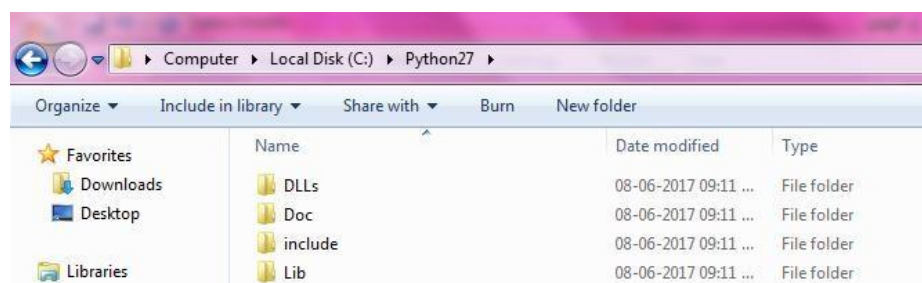 Computer Local Disk (C:) Python27
Organize Include in library Share with Burn New folder
Favorites
Downloads
Desktop
Libraries
Name Date modified Type
DLLs 08-06-2017 09:11 ... File folder
Doc 08-06-2017 09:11 ... File folder
include 08-06-2017 09:11 ... File folder
Lib 08-06-2017 09:11 ... File folder